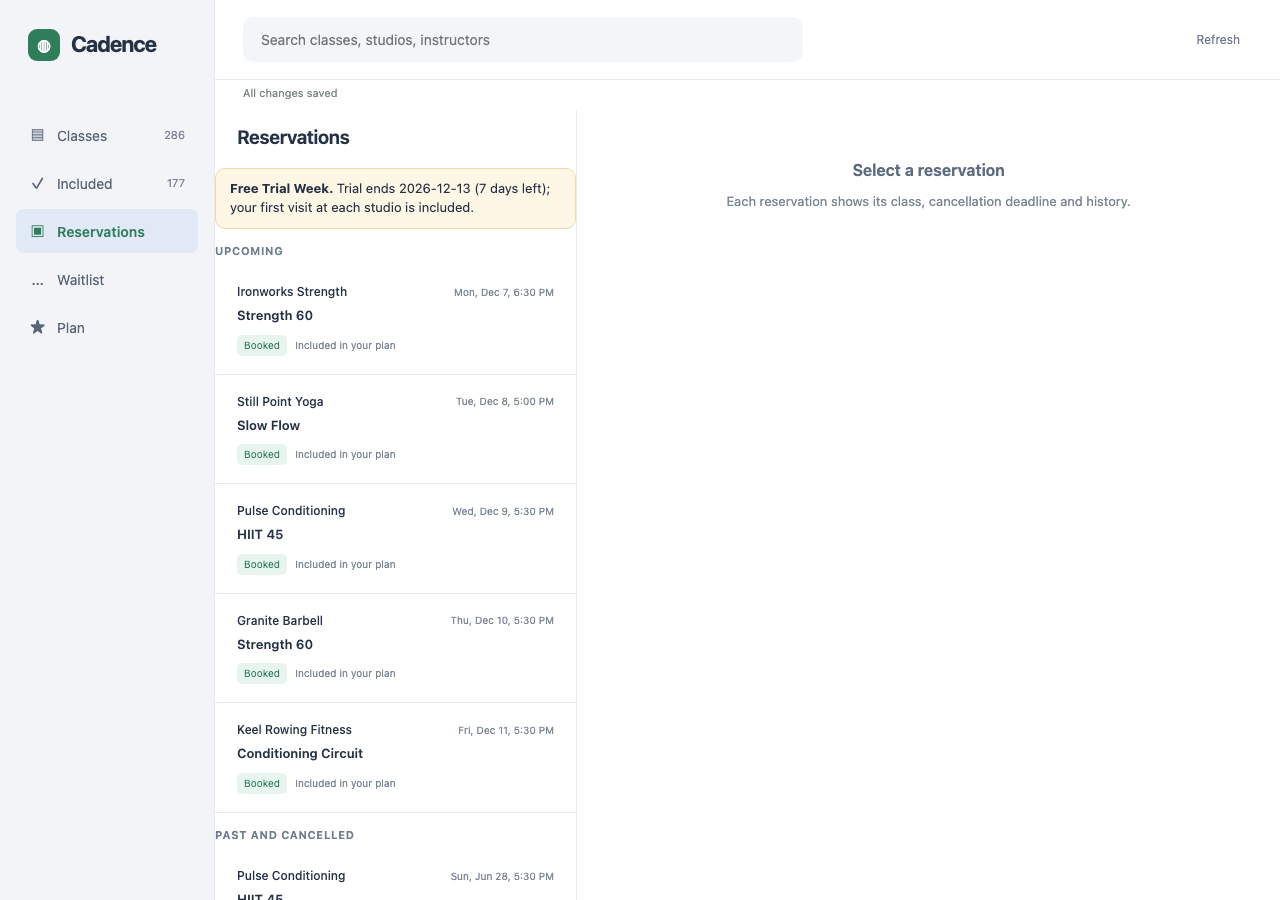 Cadence
Search classes, studios, instructors
Refresh
All changes saved
Classes 286
Included 177
Reservations
... Waitlist
Plan
Reservations
Free Trial Week. Trial ends 2026-12-13 (7 days left);
your first visit at each studio is included.
UPCOMING
Ironworks Strength Mon, Dec 7, 6:30 PM
Strength 60
Booked Included in your plan
Still Point Yoga Tue, Dec 8, 5:00 PM
Slow Flow
Booked Included in your plan
Pulse Conditioning Wed, Dec 9, 5:30 PM
HIIT 45
Booked Included in your plan
Granite Barbell Thu, Dec 10, 5:30 PM
Strength 60
Booked Included in your plan
Keel Rowing Fitness Fri, Dec 11, 5:30 PM
Conditioning Circuit
Booked Included in your plan
PAST AND CANCELLED
Pulse Conditioning Sun, Jun 28, 5:30 PM
HIIT 45
Select a reservation
Each reservation shows its class, cancellation deadline and history.